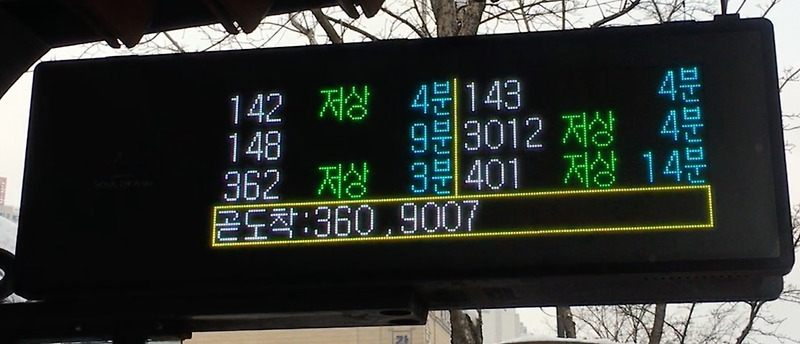 142 저상 4분
148 9분
362 저상 3분
143 4분
3012 저상 4분
401 저상 14분
곧도착:360 ,9007